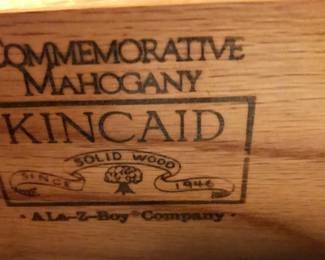 COMMEMORATIVE
MAHOGANY
KINCAID
SOLID WOOD
SINCE 1946
· A La-Z-Boy® Company ·